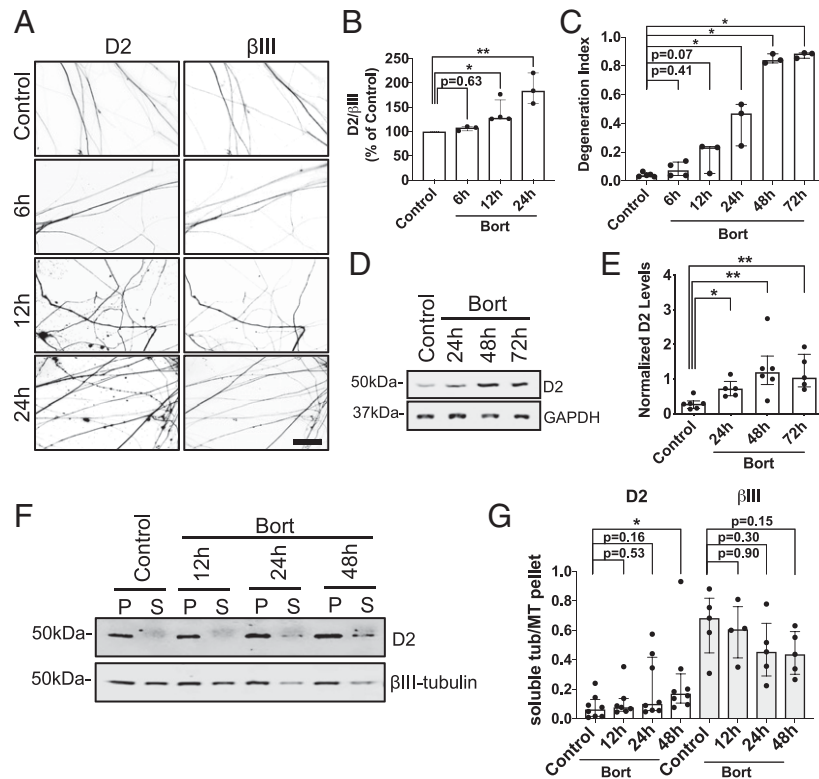 A
D2 βIII
Control
6h
12h
24h
B
D2/βIII
(% of Control)
250
200
150
100
50
0
**
*
p=0.63
Control 6h 12h 24h
Bort
C
Degeneration Index
1.0
0.8
0.6
0.4
0.2
0.0
*
*
*
p=0.07
p=0.41
Control 6h 12h 24h 48h 72h
Bort
D
Control
Bort
24h 48h 72h
50kDa- D2
37kDa- GAPDH
E
Normalized D2 Levels
4
3
2
1
0
**
**
*
Control 24h 48h 72h
Bort
F
Control
Bort
12h 24h 48h
P S P S P S P S
50kDa- D2
50kDa- βIII-tubulin
G
D2 βIII
soluble tub/MT pellet
1.0
0.8
0.6
0.4
0.2
0.0
*
p=0.16
p=0.53
p=0.15
p=0.30
p=0.90
Control 12h 24h 48h Control 12h 24h 48h
Bort Bort